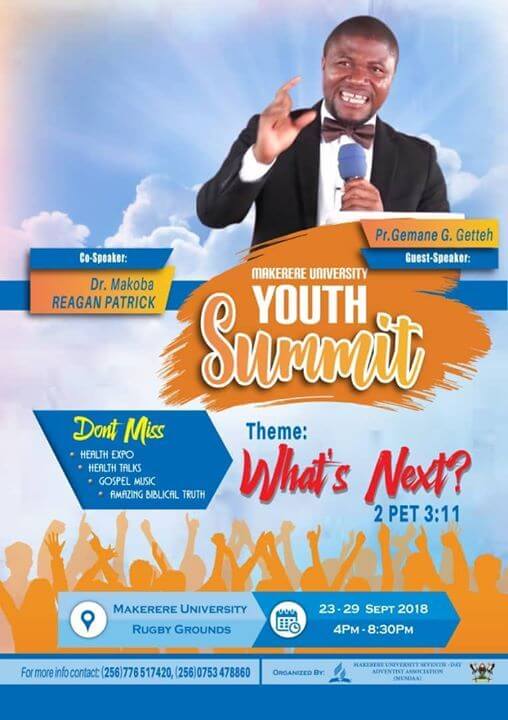 Co-Speaker:
Dr. Makoba
REAGAN PATRICK
Pr.Gemane G. Getteh
Guest-Speaker:
MAKERERE UNIVERSITY
YOUTH
Summit
Dont Miss
• HEALTH EXPO
• HEALTH TALKS
• GOSPEL MUSIC
• AMAZING BIBLICAL TRUTH
Theme:
What's Next?
2 PET 3:11
MAKERERE UNIVERSITY
RUGBY GROUNDS
23 - 29 SEPT 2018
4PM - 8:30PM
For more info contact: (256)776 517420, (256)0753 478860
ORGANIZED BY:
MAKERERE UNIVERSITY SEVENTH - DAY
ADVENTIST ASSOCIATION
(MUSDAA)